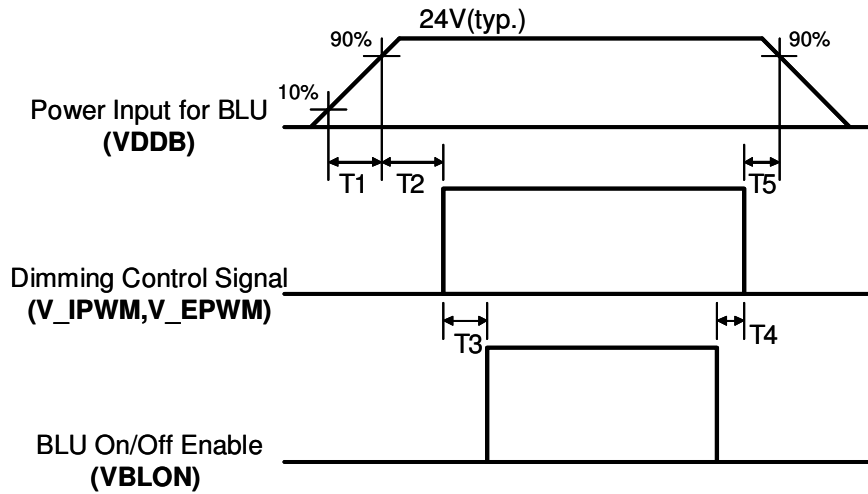 24V(typ.)
90%
90%
10%
Power Input for BLU
(VDDB)
T1
T2
T5
Dimming Control Signal
(V_IPWM,V_EPWM)
T3
T4
BLU On/Off Enable
(VBLON)